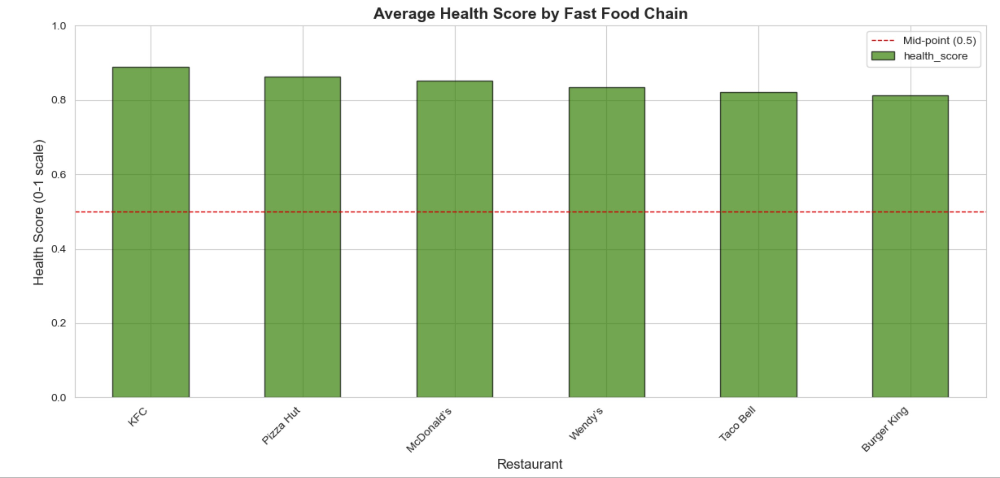 Average Health Score by Fast Food Chain
Mid-point (0.5)
health_score
Health Score (0-1 scale)
1.0
0.8
0.6
0.4
0.2
0.0
KFC
Pizza Hut
McDonald’s
Wendy’s
Taco Bell
Burger King
Restaurant